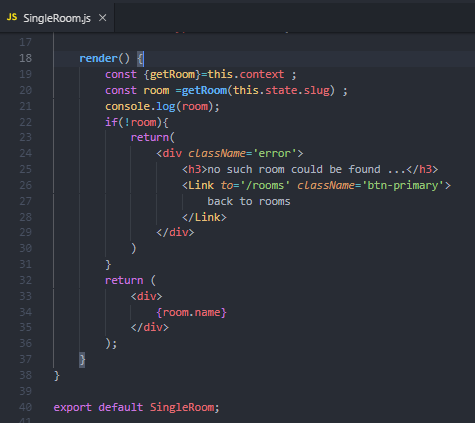 JS SingleRoom.js ×
17
18 render() {
19 const {getRoom}=this.context ;
20 const room =getRoom(this.state.slug) ;
21 console.log(room);
22 if(!room){
23 return(
24 <div className='error'>
25 <h3>no such room could be found ...</h3>
26 <Link to='/rooms' className='btn-primary'>
27 back to rooms
28 </Link>
29 </div>
30 )
31 }
32 return (
33 <div>
34 {room.name}
35 </div>
36 );
37 }
38 }
39
40 export default SingleRoom;
41